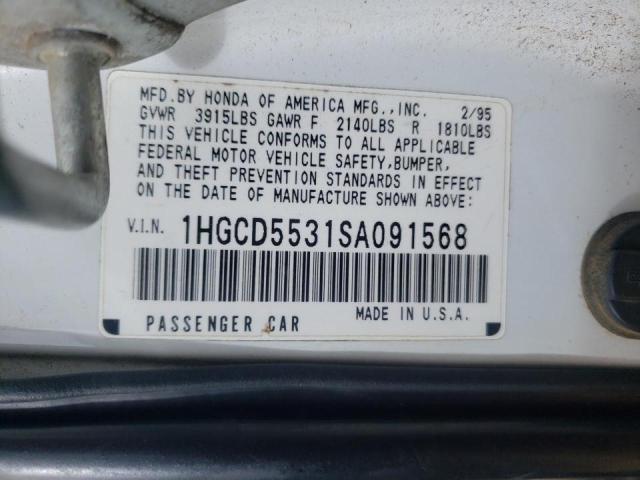 MFD. BY HONDA OF AMERICA MFG., INC. 2/95
GVWR 3915LBS GAWR F 2140LBS R 1810LBS
THIS VEHICLE CONFORMS TO ALL APPLICABLE
FEDERAL MOTOR VEHICLE SAFETY, BUMPER,
AND THEFT PREVENTION STANDARDS IN EFFECT
ON THE DATE OF MANUFACTURE SHOWN ABOVE:
V.I.N. 1HGCD5531SA091568
PASSENGER CAR MADE IN U.S.A.